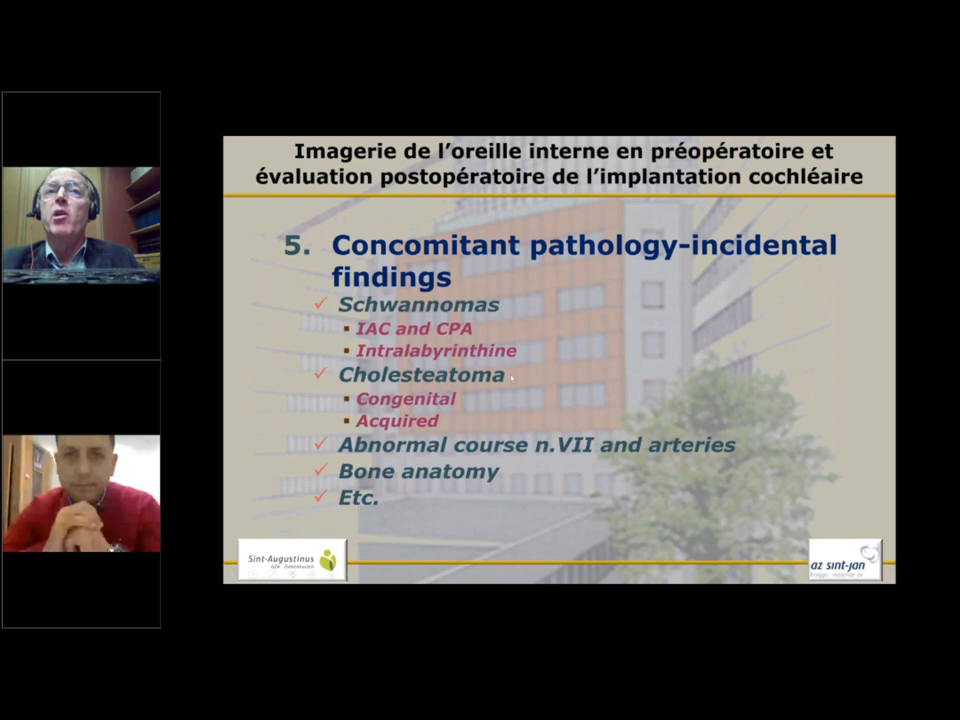 Imagerie de l'oreille interne en préopératoire et
évaluation postopératoire de l'implantation cochléaire
5. Concomitant pathology-incidental
findings
✓ Schwannomas
▪ IAC and CPA
▪ Intralabyrinthine
✓ Cholesteatoma
▪ Congenital
▪ Acquired
✓ Abnormal course n.VII and arteries
✓ Bone anatomy
✓ Etc.
Sint-Augustinus
GZA Ziekenhuizen
az sint-jan